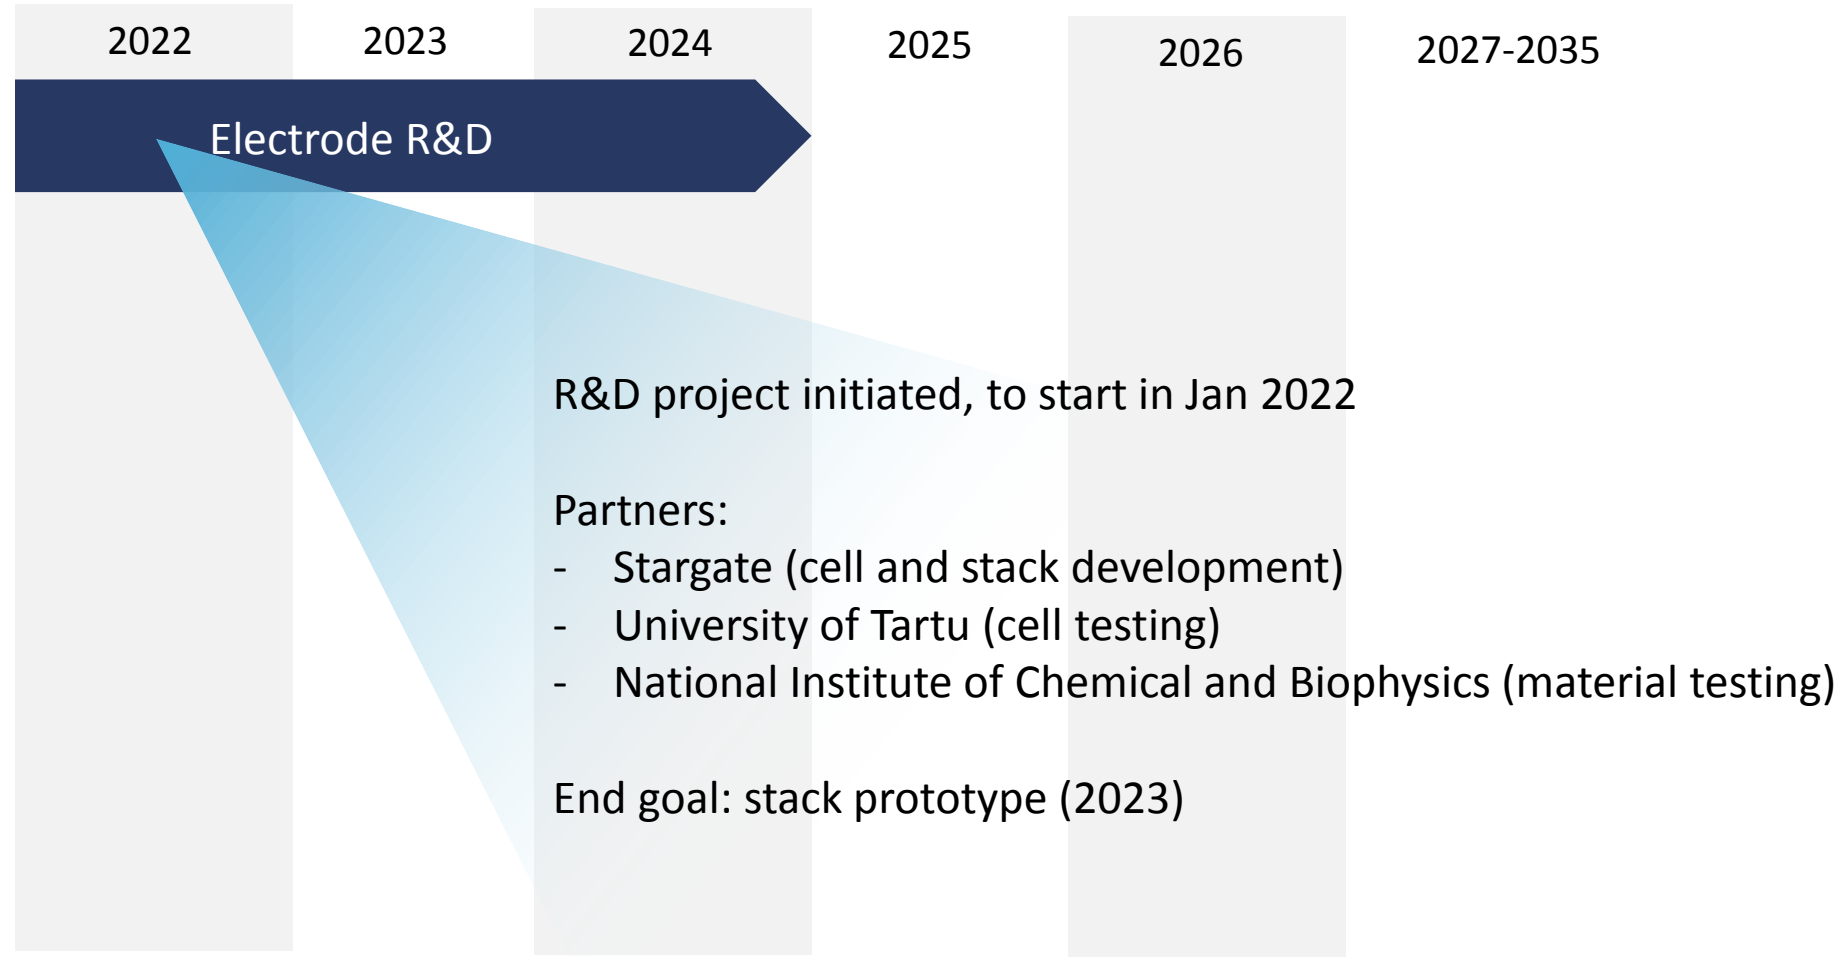 2022 2023 2024 2025 2026 2027-2035
Electrode R&D
R&D project initiated, to start in Jan 2022
Partners:
- Stargate (cell and stack development)
- University of Tartu (cell testing)
- National Institute of Chemical and Biophysics (material testing)
End goal: stack prototype (2023)